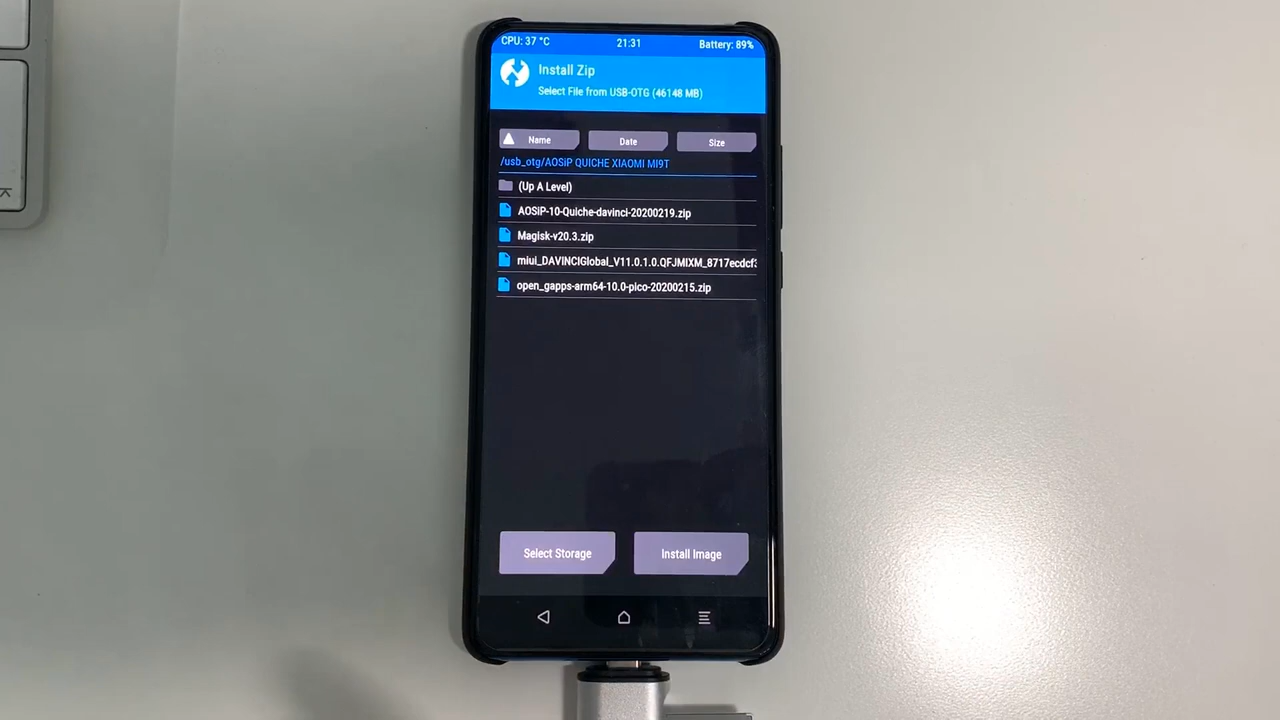 CPU: 37 °C 21:31 Battery: 89%
Install Zip
Select File from USB-OTG (46148 MB)
Name Date Size
/usb_otg/AOSiP QUICHE XIAOMI MI9T
(Up A Level)
AOSiP-10-Quiche-davinci-20200219.zip
Magisk-v20.3.zip
miui_DAVINCIGlobal_V11.0.1.0.QFJMIXM_8717ecdcf
open_gapps-arm64-10.0-pico-20200215.zip
Select Storage Install Image